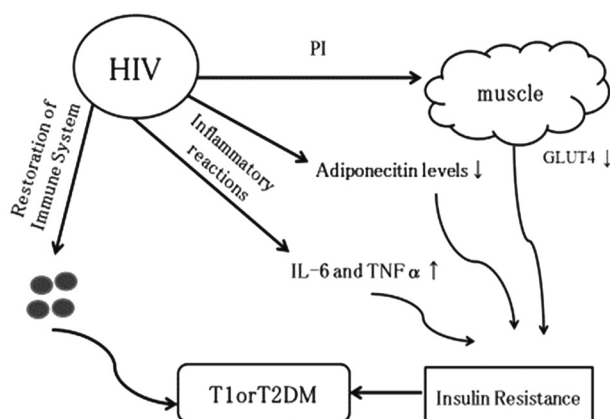 HIV
PI
muscle
Restoration of
Immune System
Inflammatory
reactions
Adiponecitin levels ↓
GLUT4 ↓
IL-6 and TNF α ↑
T1orT2DM
Insulin Resistance